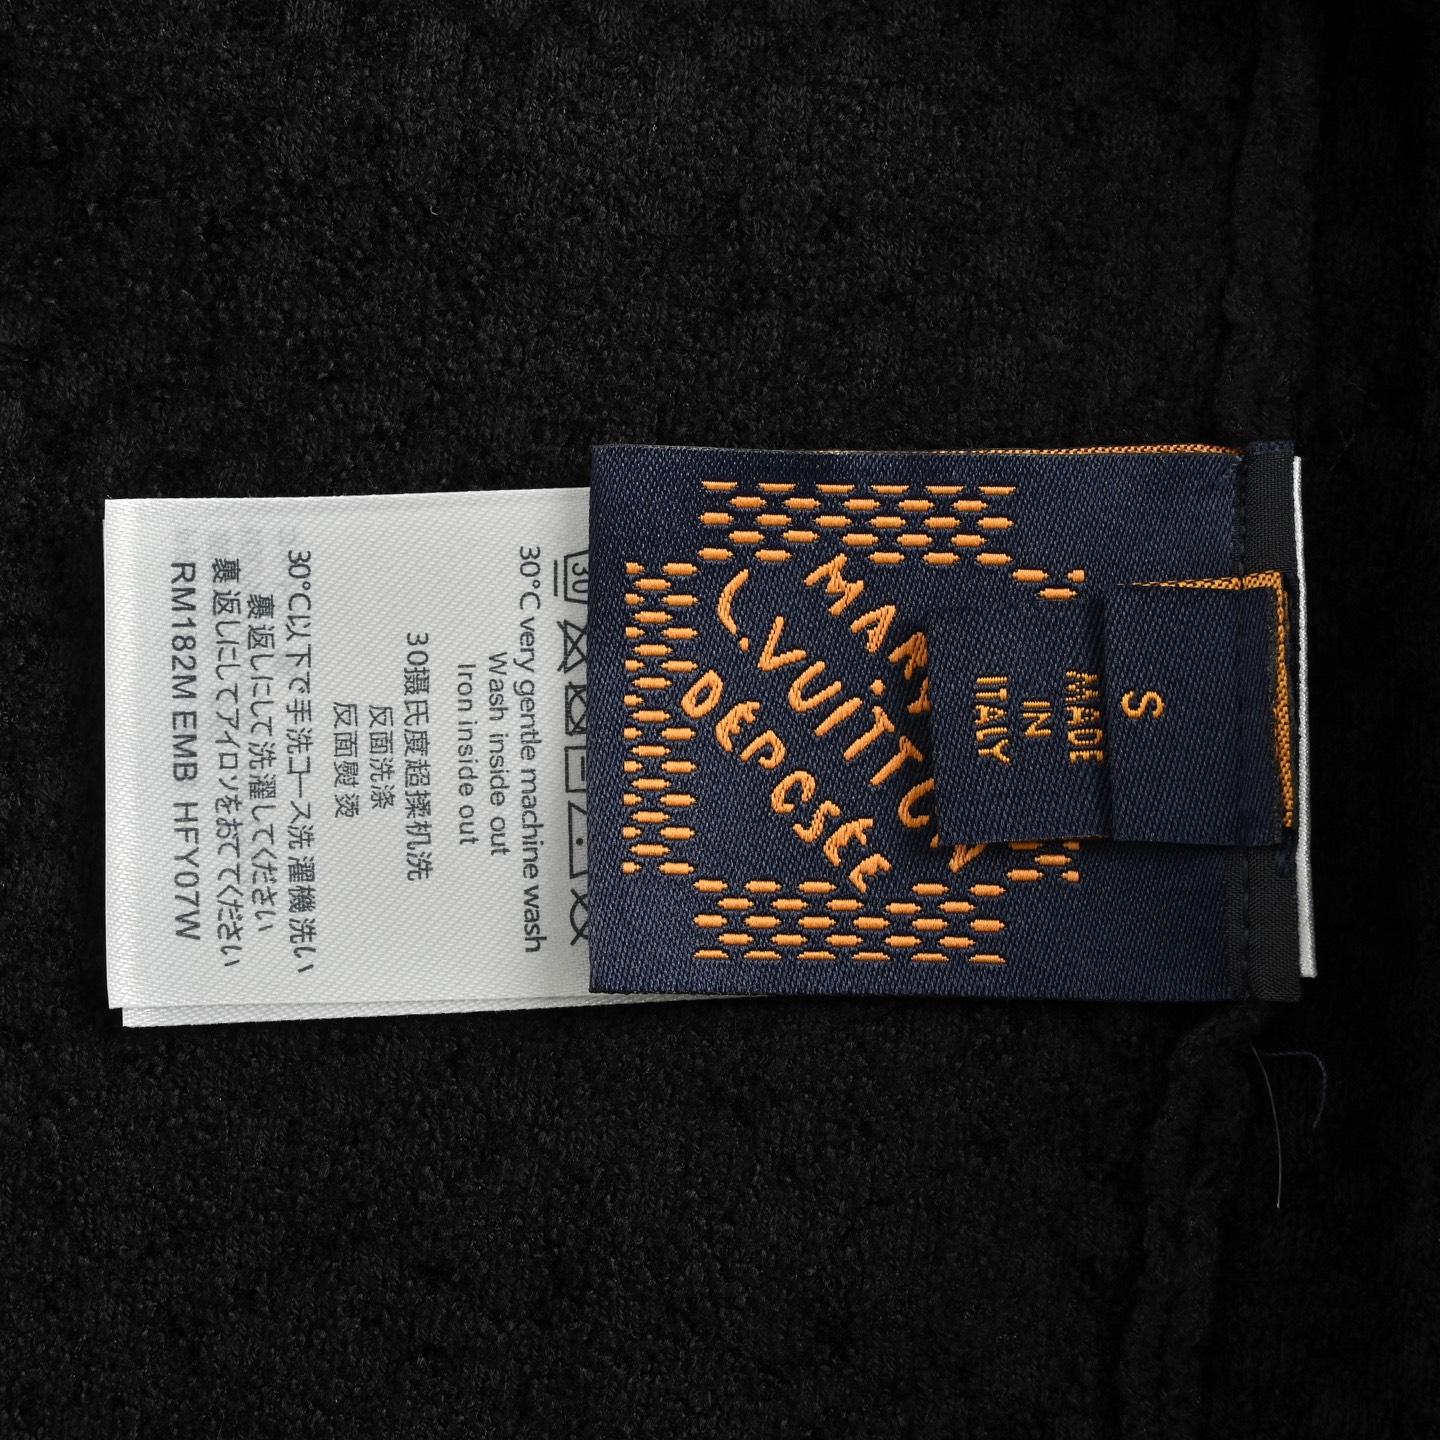 S
MADE
IN
ITALY
L.VUITTON
DEPOSEE
30
30°C very gentle machine wash
Wash inside out
Iron inside out
30摄氏度超揉机洗
反面洗涤
反面熨烫
30°C以下で手洗コース洗濯機洗い
裏返しにして洗濯してください
裏返しにしてアイロンをおててください
RM182M EMB HFY07W